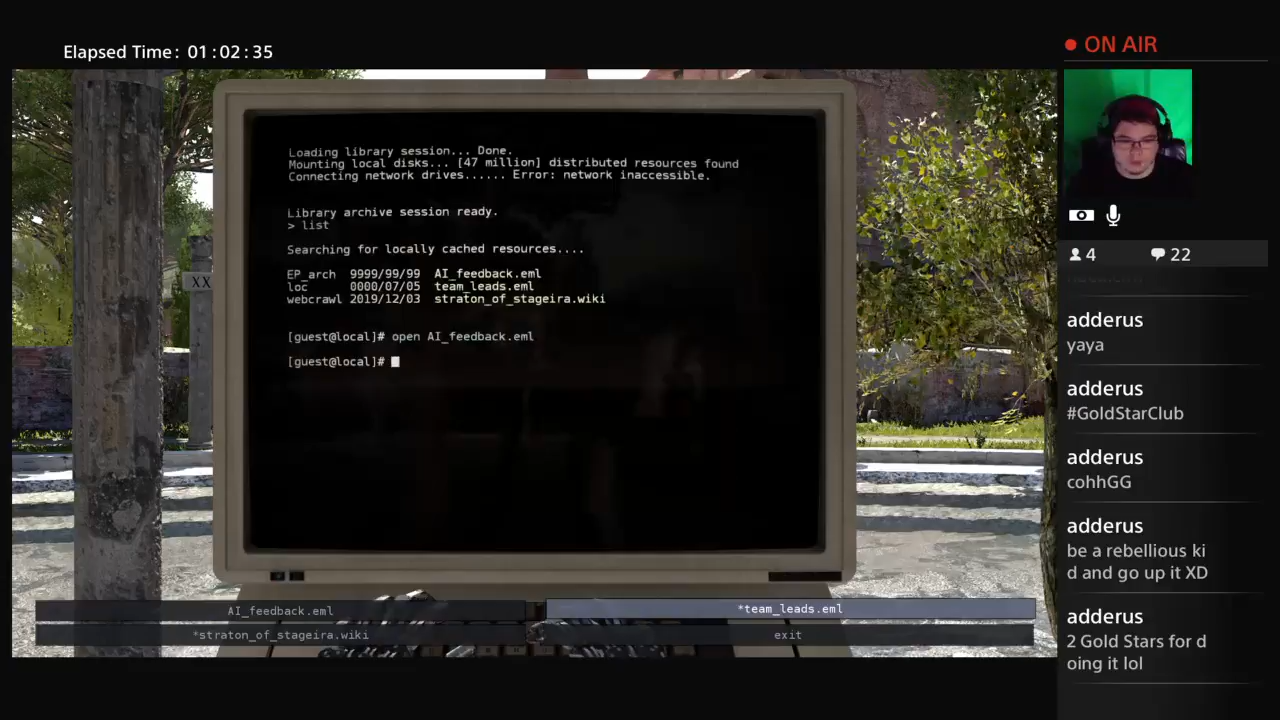 Elapsed Time: 01:02:35
ON AIR
Loading library session... Done.
Mounting local disks... [47 million] distributed resources found
Connecting network drives...... Error: network inaccessible.
Library archive session ready.
> list
Searching for locally cached resources....
EP_arch 9999/99/99 AI_feedback.eml
loc 0000/07/05 team_leads.eml
webcrawl 2019/12/03 straton_of_stageira.wiki
[guest@local]# open AI_feedback.eml
[guest@local]#
XX
AI_feedback.eml
*team_leads.eml
*straton_of_stageira.wiki
exit
4
22
adderus
yaya
adderus
#GoldStarClub
adderus
cohhGG
adderus
be a rebellious ki
d and go up it XD
adderus
2 Gold Stars for d
oing it lol